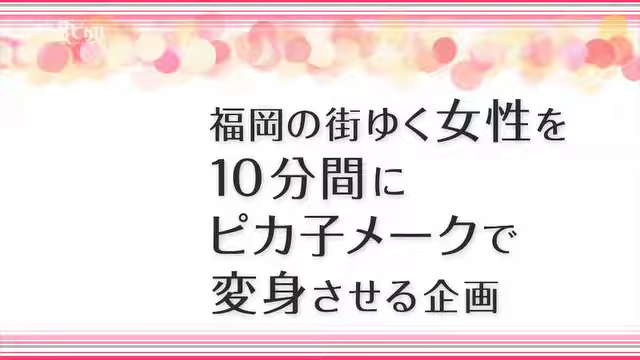 福岡の街ゆく女性を
10分間に
ピカ子メークで
変身させる企画